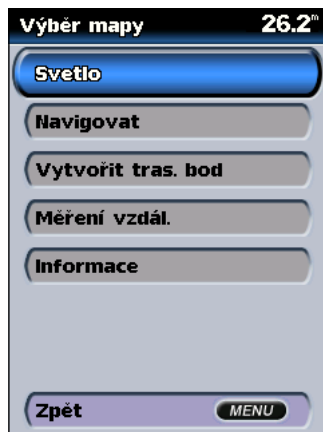 Výběr mapy 26.2m
Svetlo
Navigovat
Vytvořit tras. bod
Měření vzdál.
Informace
Zpět MENU